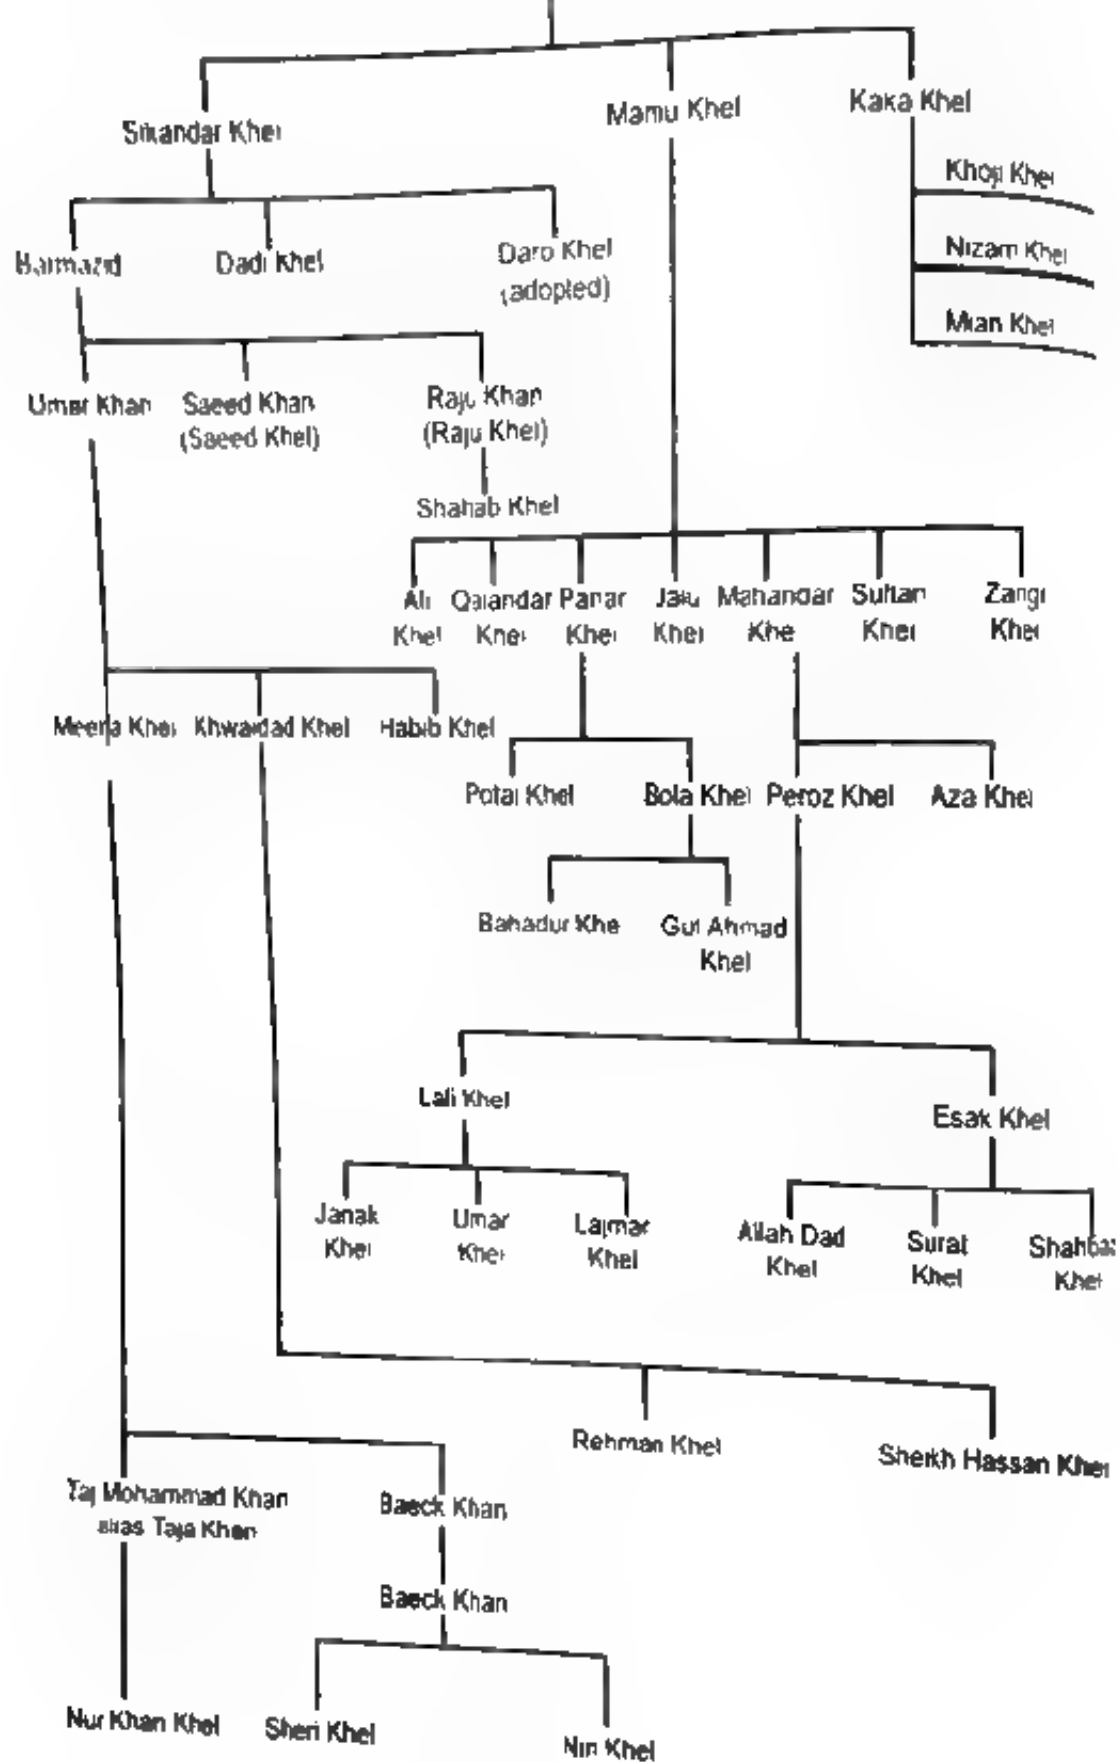 Sikandar Khel
Mamu Khel
Kaka Khel
Khoji Khel
Nizam Khel
Mian Khel
Barmazid
Dadi Khel
Daro Khel
(adopted)
Umar Khan
Saeed Khan
(Saeed Khel)
Raju Khan
(Raju Khel)
Shahab Khel
Ali
Khel
Qalandar
Khel
Panar
Khel
Jalu
Khel
Mahandar
Khe
Sultan
Khel
Zangi
Khel
Meera Khel
Khwaidad Khel
Habib Khel
Potai Khel
Bola Khel
Peroz Khel
Aza Khel
Bahadur Khe
Gul Ahmad
Khel
Lali Khel
Esak Khel
Janak
Khel
Umar
Khel
Lajmar
Khel
Allah Dad
Khel
Surat
Khel
Shahbaz
Khel
Rehman Khel
Sheikh Hassan Khel
Taj Mohammad Khan
alias Taja Khan
Baeck Khan
Baeck Khan
Nur Khan Khel
Sheri Khel
Nin Khel